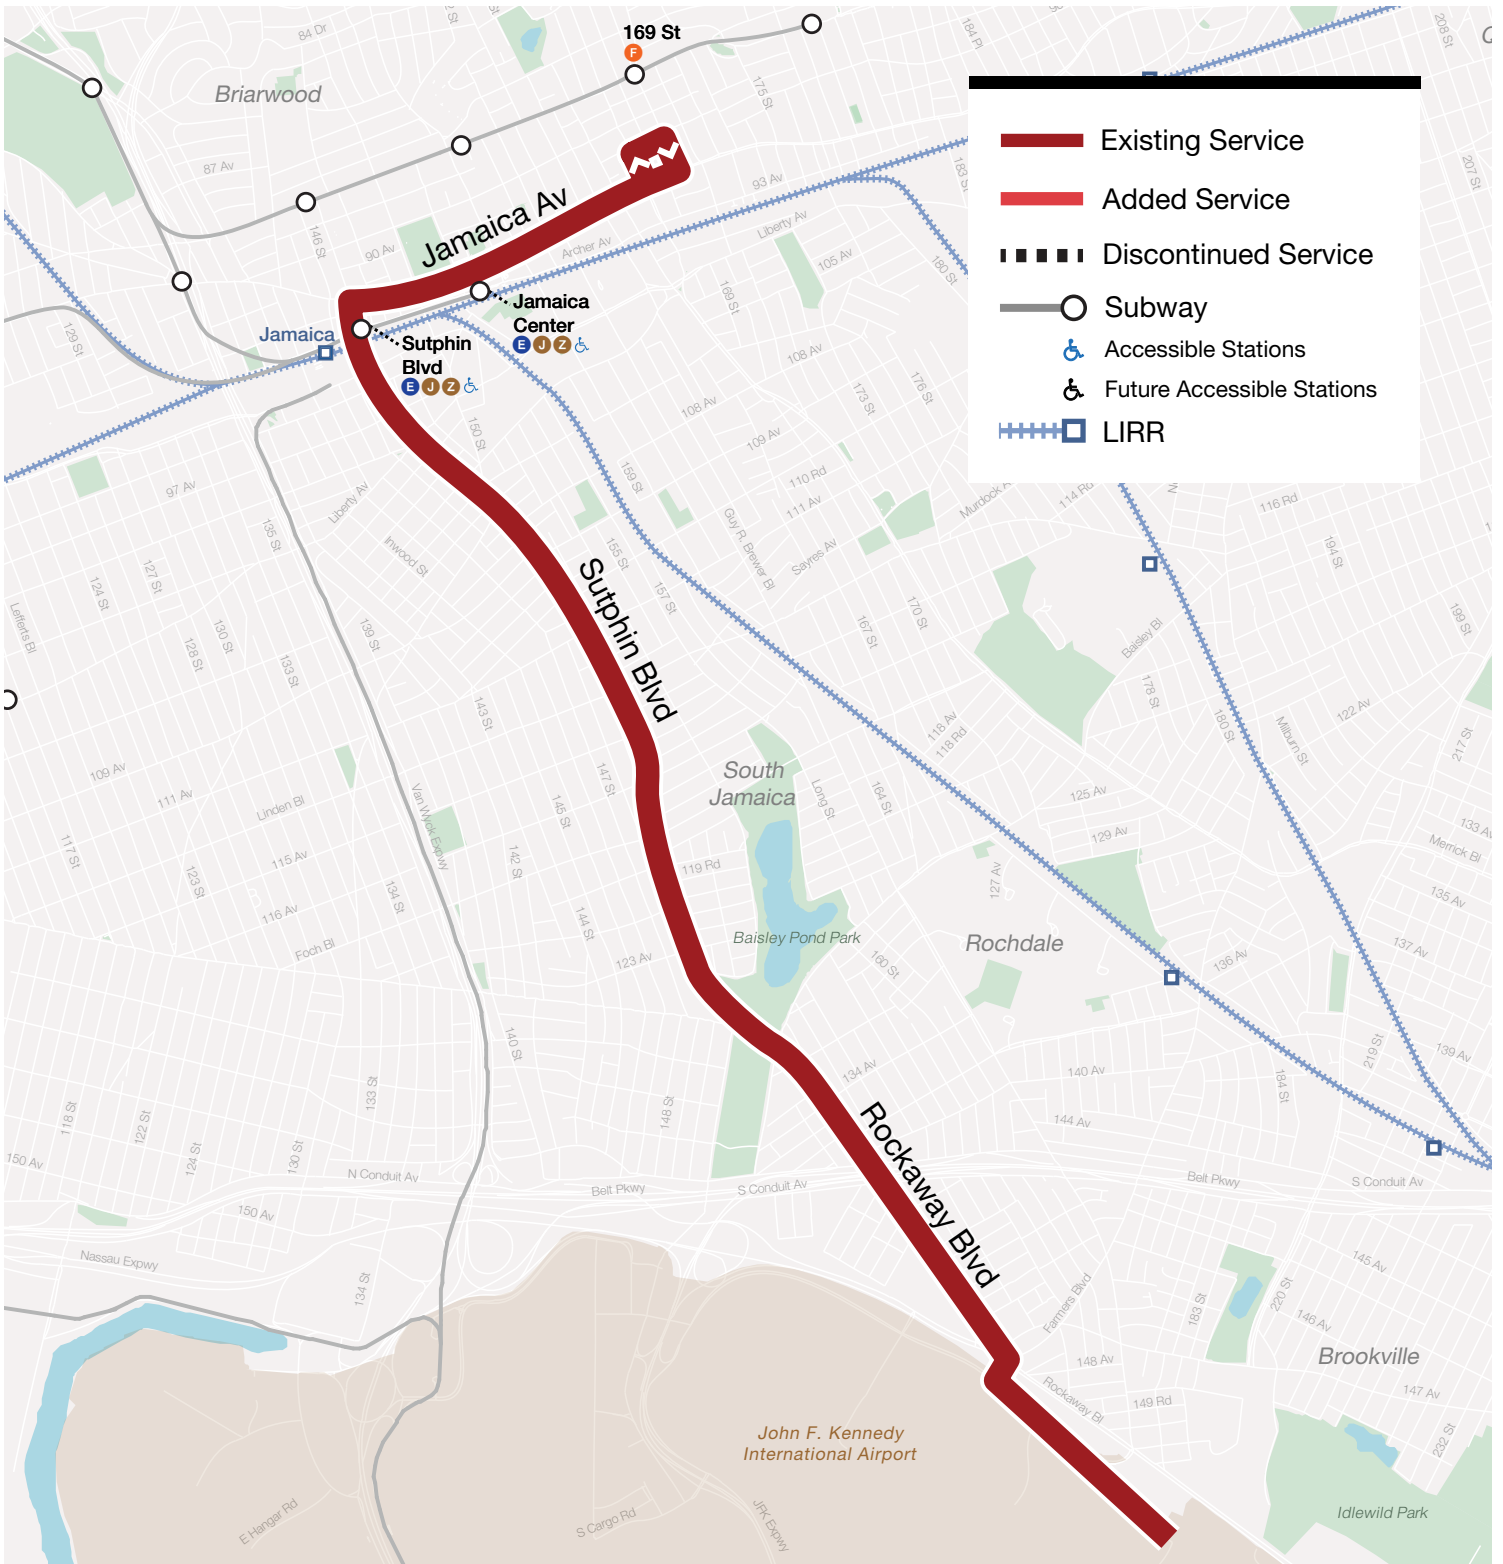 84 Dr
169 St
F
184 Pl
208 St
Briarwood
175 St
87 Av
183 St
207 St
93 Av
Existing Service
Added Service
Discontinued Service
Subway
Accessible Stations
Future Accessible Stations
LIRR
Jamaica Av
146 St
90 Av
Archer Av
Liberty Av
105 Av
180 St
169 St
Jamaica
Center
E J Z
Jamaica
Sutphin
Blvd
E J Z
129 St
108 Av
176 St
173 St
108 Av
150 St
109 Av
159 St
110 Rd
111 Av
97 Av
Liberty Av
114 Rd
116 Rd
135 St
Inwood St
155 St
Guy R. Brewer Bl
Sayres Av
194 St
127 St
124 St
Lefferts Bl
Sutphin Blvd
157 St
170 St
167 St
199 St
130 St
128 St
139 St
133 St
Baisley Bl
178 St
143 St
118 Av
118 Rd
180 St
Milburn St
122 Av
217 St
109 Av
111 Av
Linden Bl
147 St
145 St
South
Jamaica
Long St
164 St
125 Av
129 Av
133 Av
Merrick Bl
Van Wyck Expwy
117 St
115 Av
123 St
142 St
119 Rd
127 Av
135 Av
134 St
116 Av
144 St
Foch Bl
123 Av
Baisley Pond Park
160 St
Rochdale
136 Av
137 Av
140 St
134 Av
140 Av
184 St
219 St
139 Av
133 St
118 St
122 St
148 St
144 Av
124 St
130 St
150 Av
N Conduit Av
Belt Pkwy
S Conduit Av
Rockaway Blvd
Belt Pkwy
S Conduit Av
150 Av
Nassau Expwy
134 St
Farmers Blvd
183 St
220 St
145 Av
146 Av
148 Av
Brookville
147 Av
Rockaway Bl
149 Rd
232 St
John F. Kennedy
International Airport
Idlewild Park
E Hangar Rd
S Cargo Rd
JFK Expwy